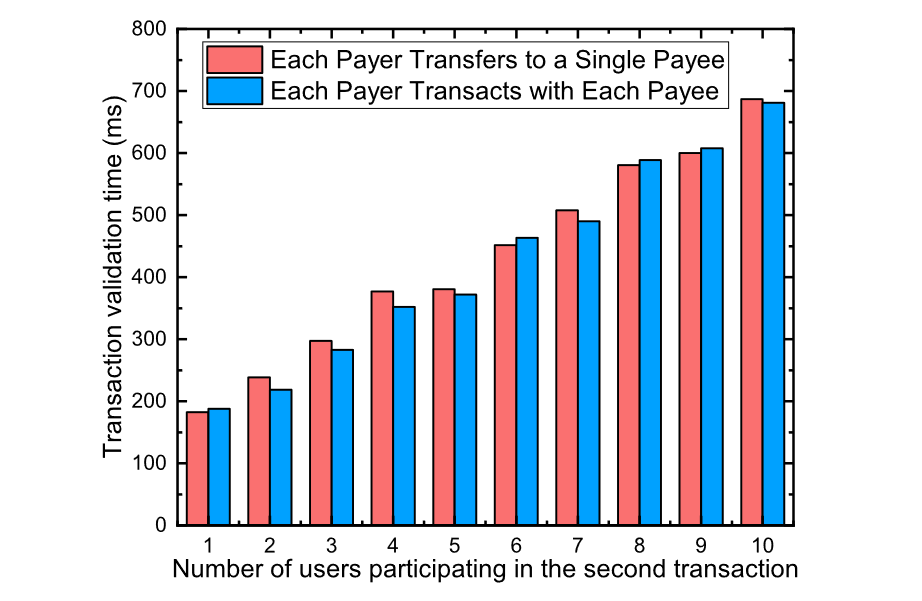 800
700
600
500
400
300
200
100
0
Transaction validation time (ms)
Each Payer Transfers to a Single Payee
Each Payer Transacts with Each Payee
1 2 3 4 5 6 7 8 9 10
Number of users participating in the second transaction